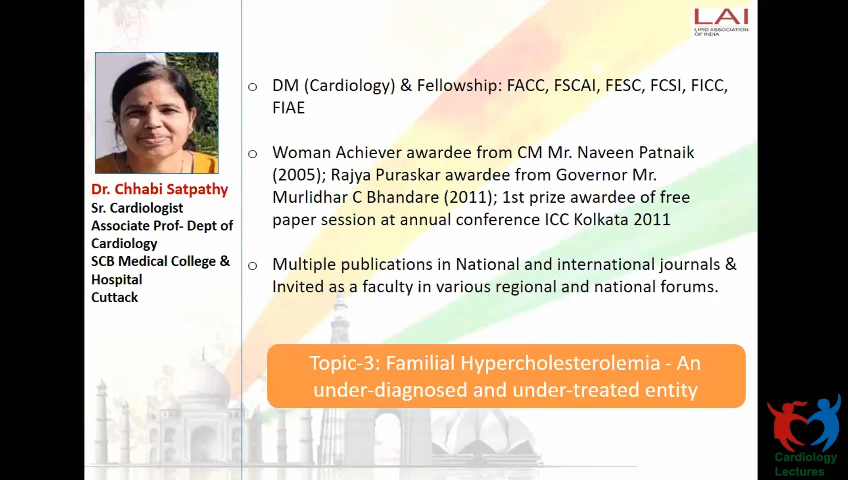 LAI
LIPID ASSOCIATION
OF INDIA
Dr. Chhabi Satpathy
Sr. Cardiologist
Associate Prof- Dept of
Cardiology
SCB Medical College &
Hospital
Cuttack
o DM (Cardiology) & Fellowship: FACC, FSCAI, FESC, FCSI, FICC,
FIAE
o Woman Achiever awardee from CM Mr. Naveen Patnaik
(2005); Rajya Puraskar awardee from Governor Mr.
Murlidhar C Bhandare (2011); 1st prize awardee of free
paper session at annual conference ICC Kolkata 2011
o Multiple publications in National and international journals &
Invited as a faculty in various regional and national forums.
Topic-3: Familial Hypercholesterolemia - An
under-diagnosed and under-treated entity
Cardiology
Lectures